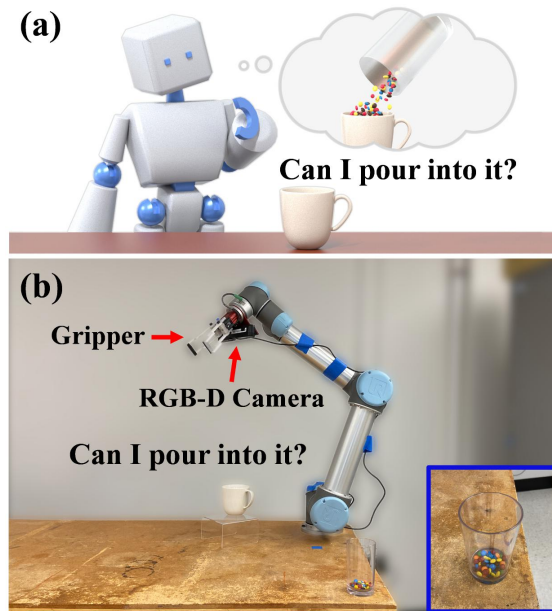 (a)
Can I pour into it?
(b)
Gripper
RGB-D Camera
Can I pour into it?